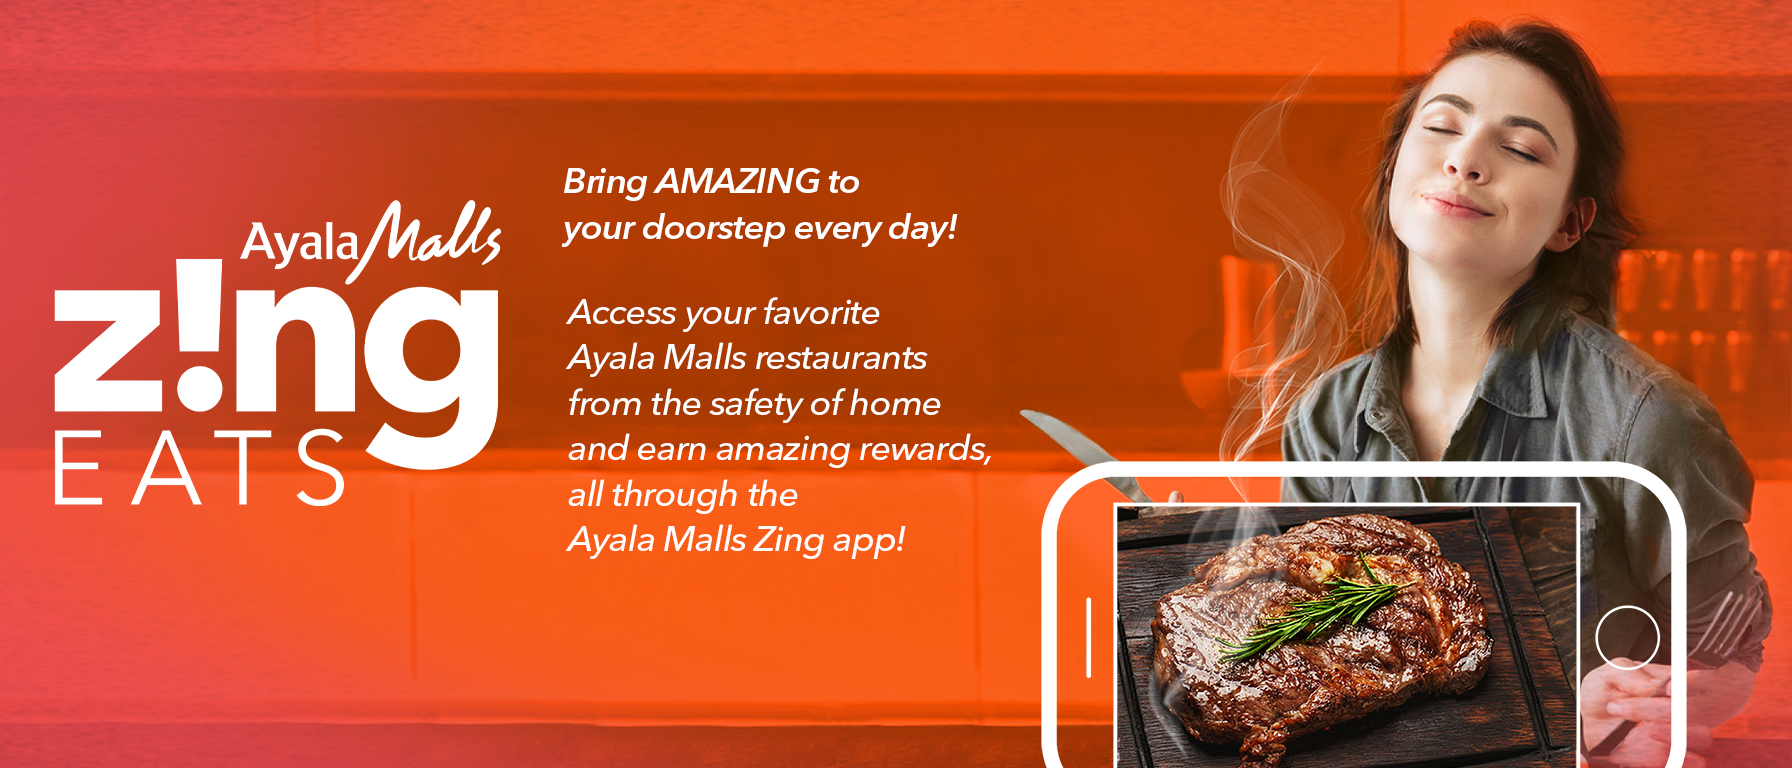 Ayala Malls
z!ng
EATS
Bring AMAZING to
your doorstep every day!
Access your favorite
Ayala Malls restaurants
from the safety of home
and earn amazing rewards,
all through the
Ayala Malls Zing app!